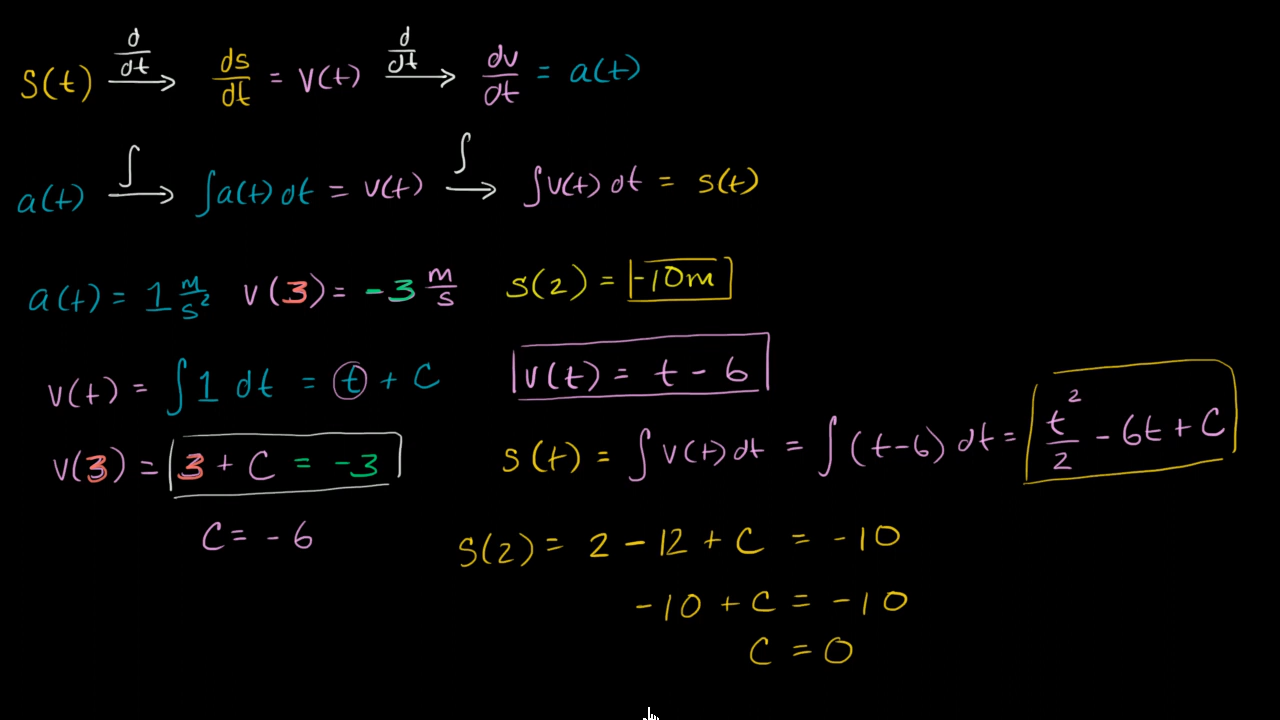 s(t) d/dt → ds/dt = v(t) d/dt → dv/dt = a(t)
a(t) ∫ → ∫a(t) dt = v(t) ∫ → ∫v(t) dt = s(t)
a(t) = 1 m/s² v(3) = -3 m/s s(2) = -10m
v(t) = ∫1 dt = t + C v(t) = t - 6
v(3) = 3 + C = -3 s(t) = ∫v(t) dt = ∫(t-6) dt = t²/2 - 6t + C
C = -6 s(2) = 2 - 12 + C = -10
-10 + C = -10
C = 0